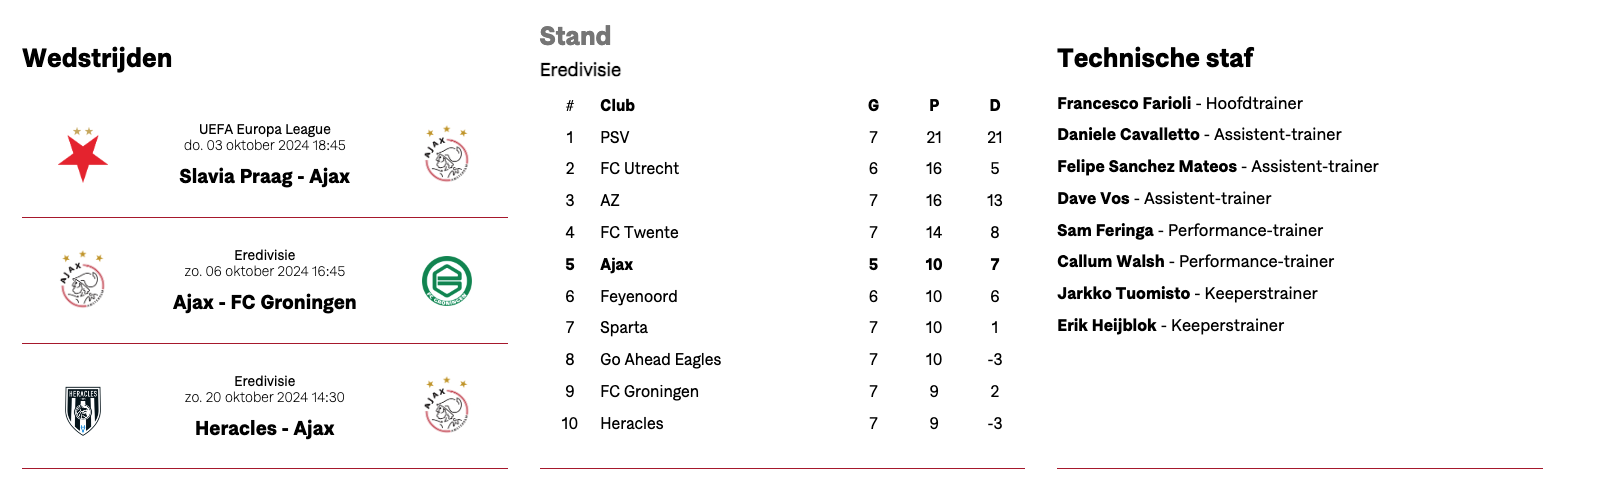 Wedstrijden
UEFA Europa League
do. 03 oktober 2024 18:45
Slavia Praag - Ajax
AJAX
Eredivisie
zo. 06 oktober 2024 16:45
Ajax - FC Groningen
AJAX
FC GRONINGEN
Eredivisie
zo. 20 oktober 2024 14:30
Heracles - Ajax
HERACLES
AJAX
Stand
Eredivisie
# Club G P D
1 PSV 7 21 21
2 FC Utrecht 6 16 5
3 AZ 7 16 13
4 FC Twente 7 14 8
5 Ajax 5 10 7
6 Feyenoord 6 10 6
7 Sparta 7 10 1
8 Go Ahead Eagles 7 10 -3
9 FC Groningen 7 9 2
10 Heracles 7 9 -3
Technische staf
Francesco Farioli - Hoofdtrainer
Daniele Cavalletto - Assistent-trainer
Felipe Sanchez Mateos - Assistent-trainer
Dave Vos - Assistent-trainer
Sam Feringa - Performance-trainer
Callum Walsh - Performance-trainer
Jarkko Tuomisto - Keeperstrainer
Erik Heijblok - Keeperstrainer